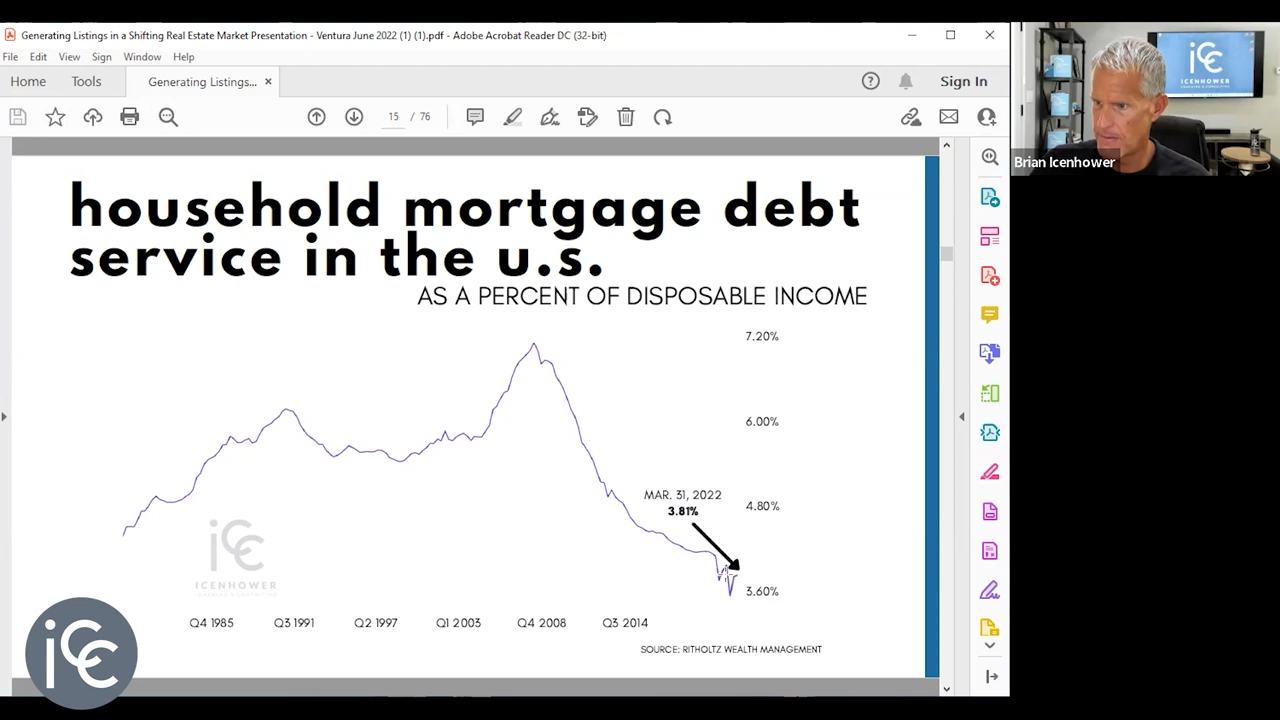 Generating Listings in a Shifting Real Estate Market Presentation - Ventura June 2022 (1) (1).pdf - Adobe Acrobat Reader DC (32-bit)
File Edit View Sign Window Help
Home Tools Generating Listings... × Sign In
15 / 76
household mortgage debt
service in the u.s.
AS A PERCENT OF DISPOSABLE INCOME
7.20%
6.00%
MAR. 31, 2022
3.81%
4.80%
3.60%
ICENHOWER
Q4 1985 Q3 1991 Q2 1997 Q1 2003 Q4 2008 Q3 2014
SOURCE: RITHOLTZ WEALTH MANAGEMENT
icc
ICENHOWER
Brian Icenhower